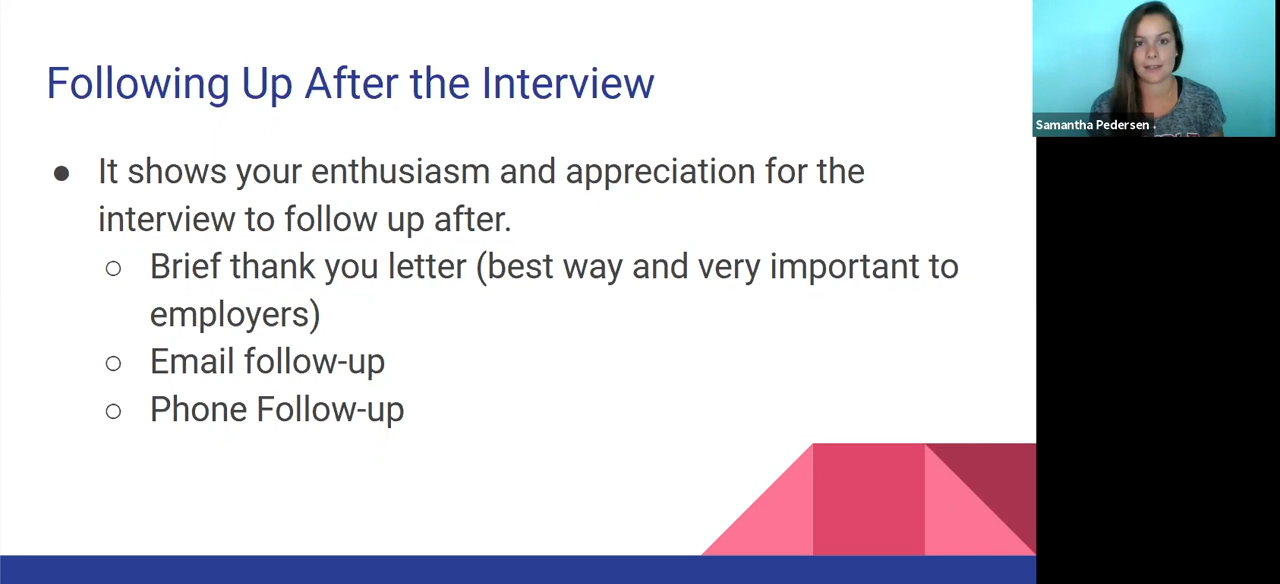 Following Up After the Interview
● It shows your enthusiasm and appreciation for the
interview to follow up after.
○ Brief thank you letter (best way and very important to
employers)
○ Email follow-up
○ Phone Follow-up
Samantha Pedersen